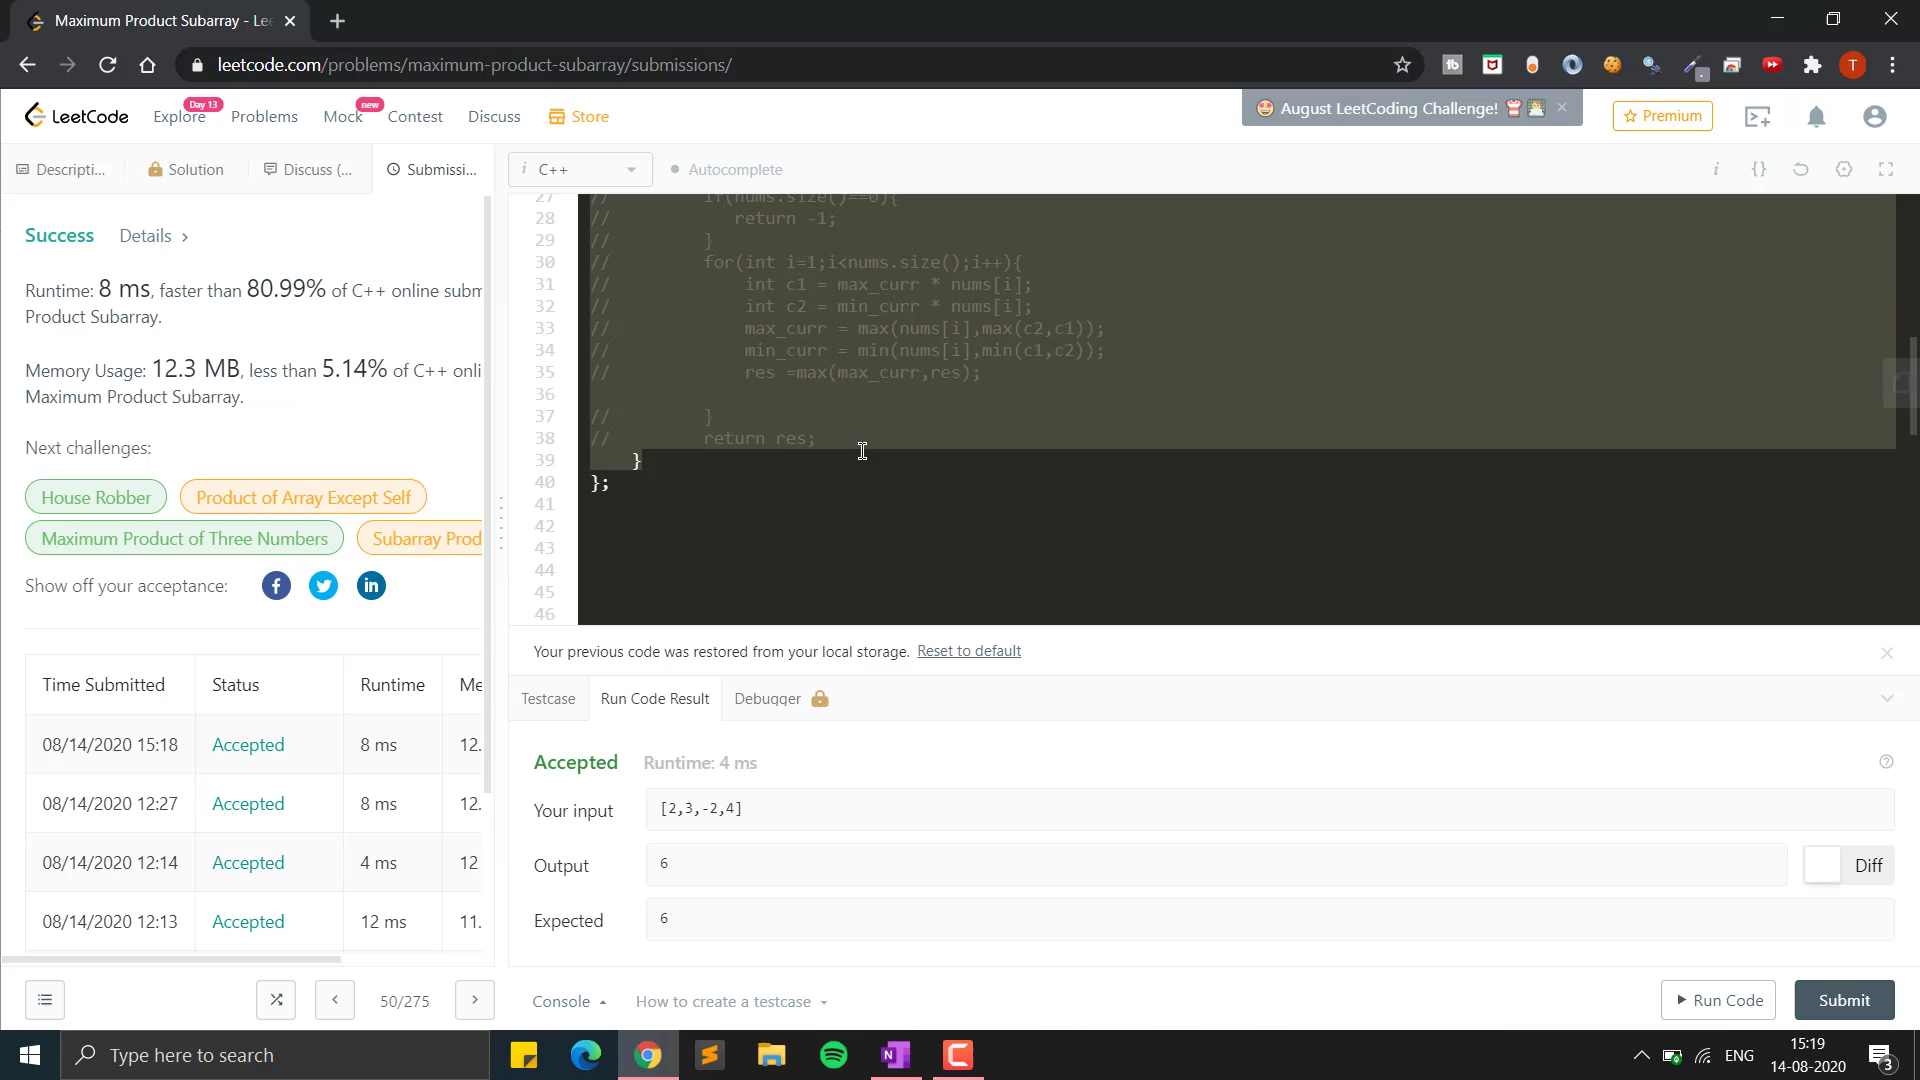 Maximum Product Subarray - Le
leetcode.com/problems/maximum-product-subarray/submissions/
T
LeetCode
Explore
Day 13
Problems
Mock
new
Contest
Discuss
Store
August LeetCoding Challenge!
Premium
Descripti...
Solution
Discuss (...
Submissi...
i C++
Autocomplete
Success Details >
Runtime: 8 ms, faster than 80.99% of C++ online subm
Product Subarray.
Memory Usage: 12.3 MB, less than 5.14% of C++ onli
Maximum Product Subarray.
Next challenges:
House Robber
Product of Array Except Self
Maximum Product of Three Numbers
Subarray Prod
Show off your acceptance:
Time Submitted Status Runtime Me
08/14/2020 15:18 Accepted 8 ms 12.
08/14/2020 12:27 Accepted 8 ms 12.
08/14/2020 12:14 Accepted 4 ms 12
08/14/2020 12:13 Accepted 12 ms 11.
50/275
27 // if(nums.size()==0){
28 // return -1;
29 // }
30 // for(int i=1;i<nums.size();i++){
31 // int c1 = max_curr * nums[i];
32 // int c2 = min_curr * nums[i];
33 // max_curr = max(nums[i],max(c2,c1));
34 // min_curr = min(nums[i],min(c1,c2));
35 // res =max(max_curr,res);
36
37 // }
38 // return res;
39 }
40 };
41
42
43
44
45
46
Your previous code was restored from your local storage. Reset to default
Testcase Run Code Result Debugger
Accepted Runtime: 4 ms
Your input [2,3,-2,4]
Output 6
Diff
Expected 6
Console
How to create a testcase
Run Code
Submit
Type here to search
ENG
15:19
14-08-2020
3